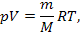 pV = m/M RT,